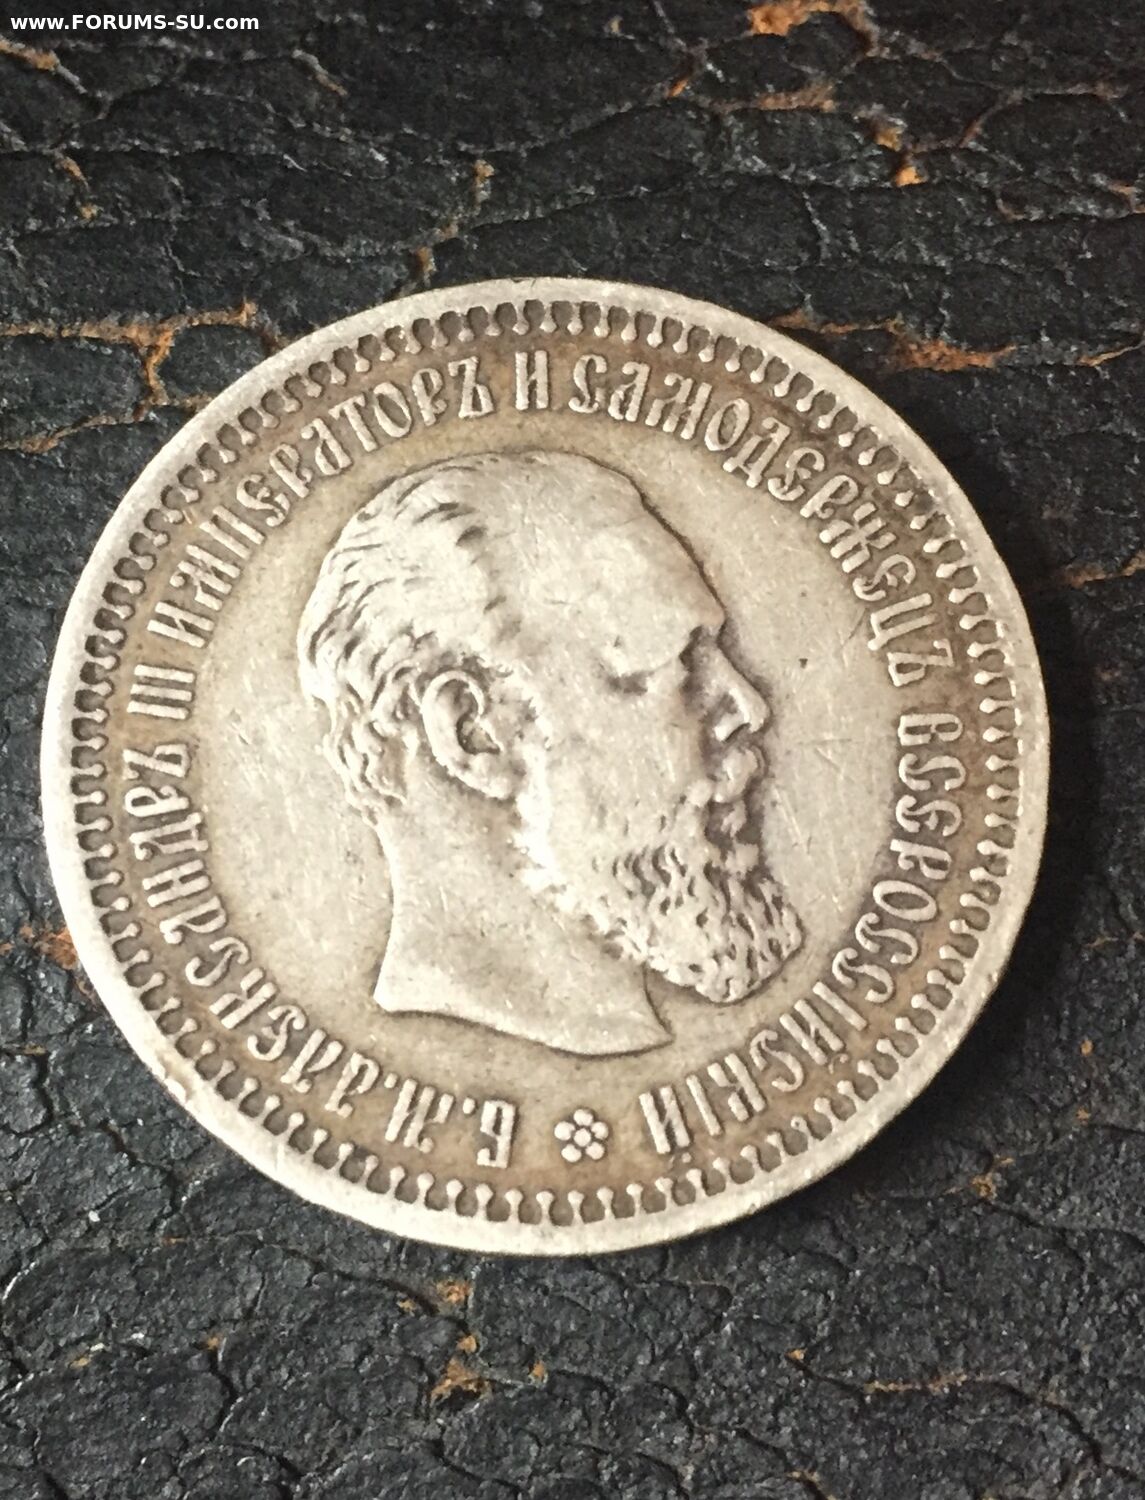 www.FORUMS-SU.com
Б. М. АЛЕКСАНДРЪ III ИМПЕРАТОРЪ И САМОДЕРЖЕЦЪ ВСЕРОССІЙСКІЙ